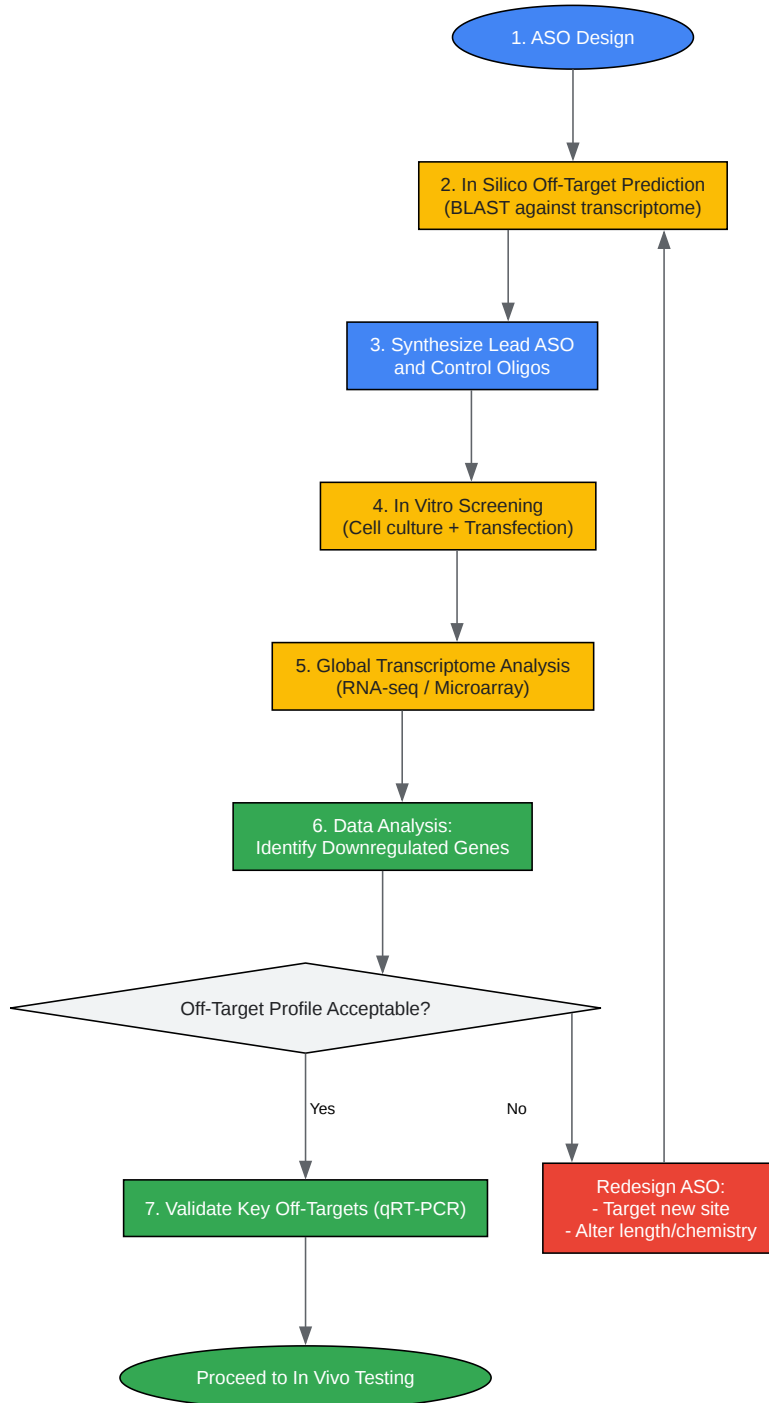 1. ASO Design
2. In Silico Off-Target Prediction
(BLAST against transcriptome)
3. Synthesize Lead ASO
and Control Oligos
4. In Vitro Screening
(Cell culture + Transfection)
5. Global Transcriptome Analysis
(RNA-seq / Microarray)
6. Data Analysis:
Identify Downregulated Genes
Off-Target Profile Acceptable?
Yes
No
7. Validate Key Off-Targets (qRT-PCR)
Redesign ASO:
- Target new site
- Alter length/chemistry
Proceed to In Vivo Testing